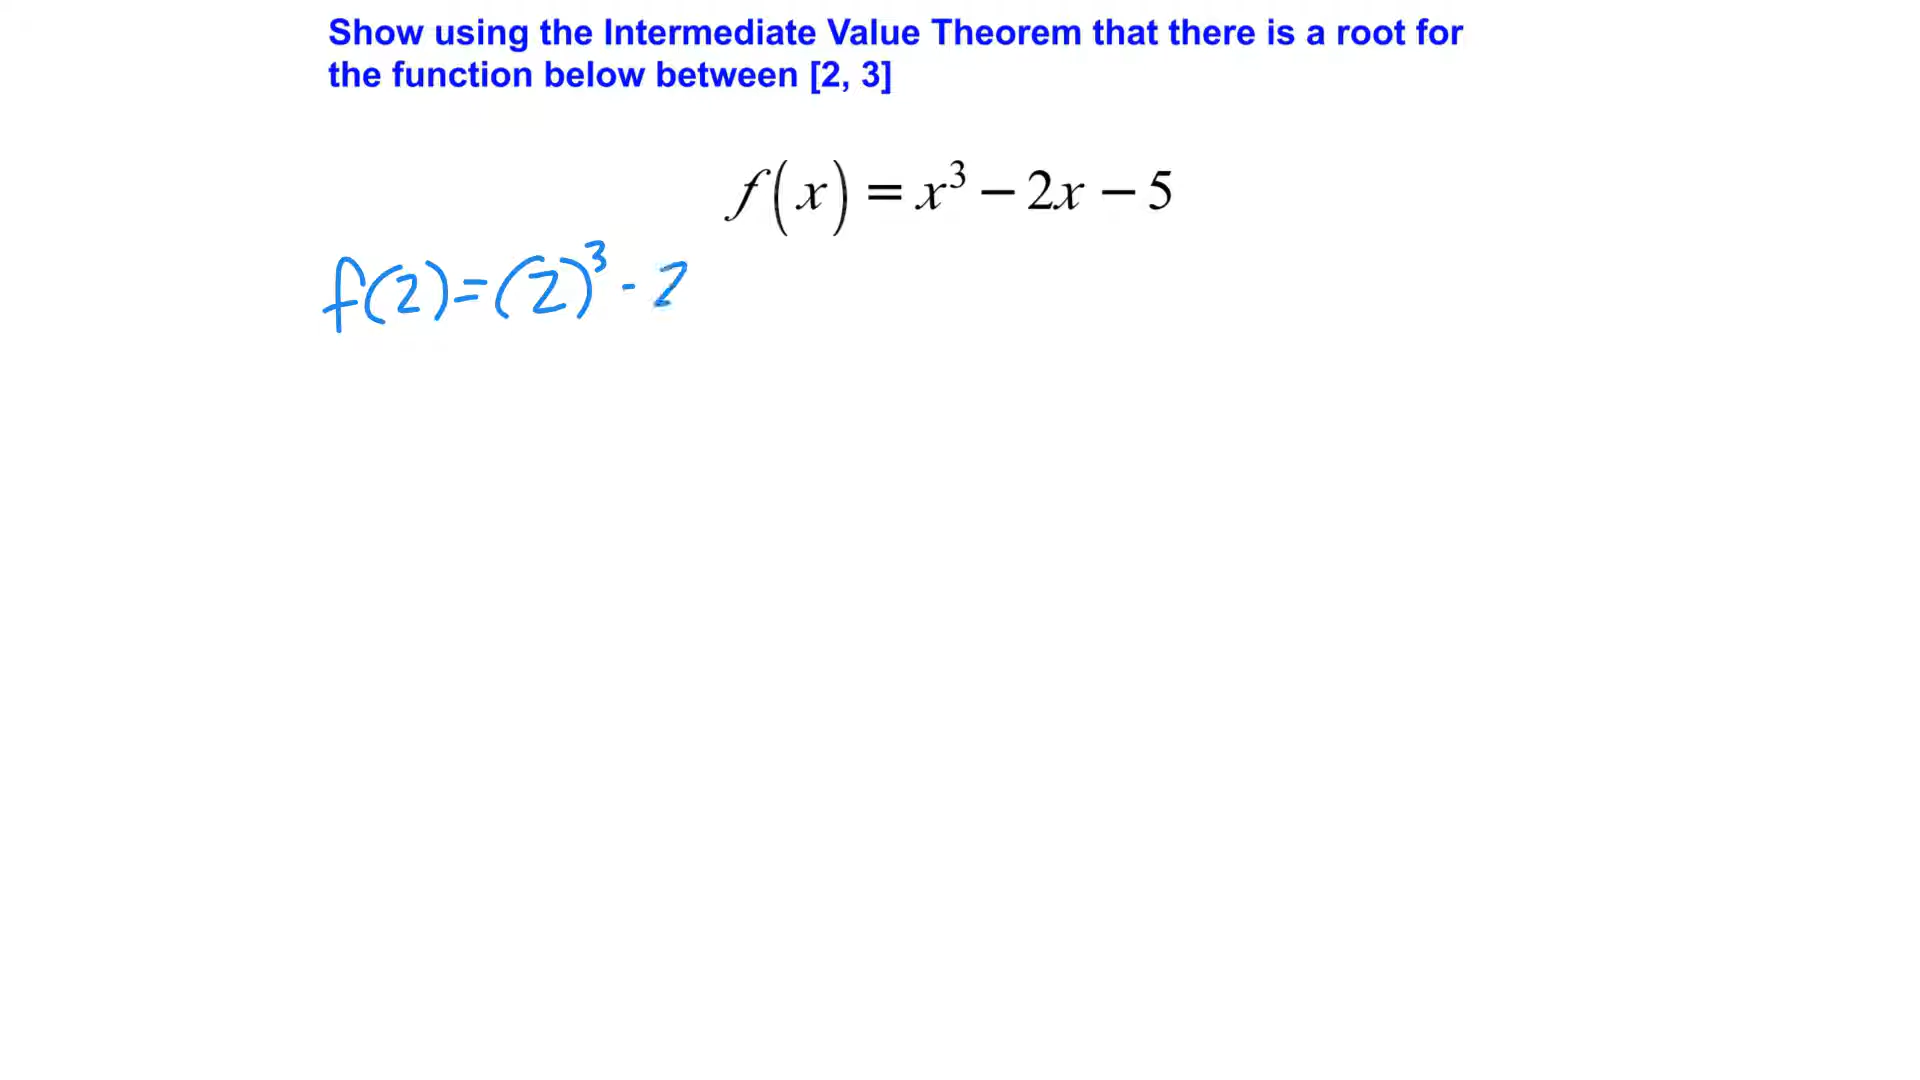 Show using the Intermediate Value Theorem that there is a root for
the function below between [2, 3]
f(x) = x³ − 2x − 5
f(2)=(2)³ - 2